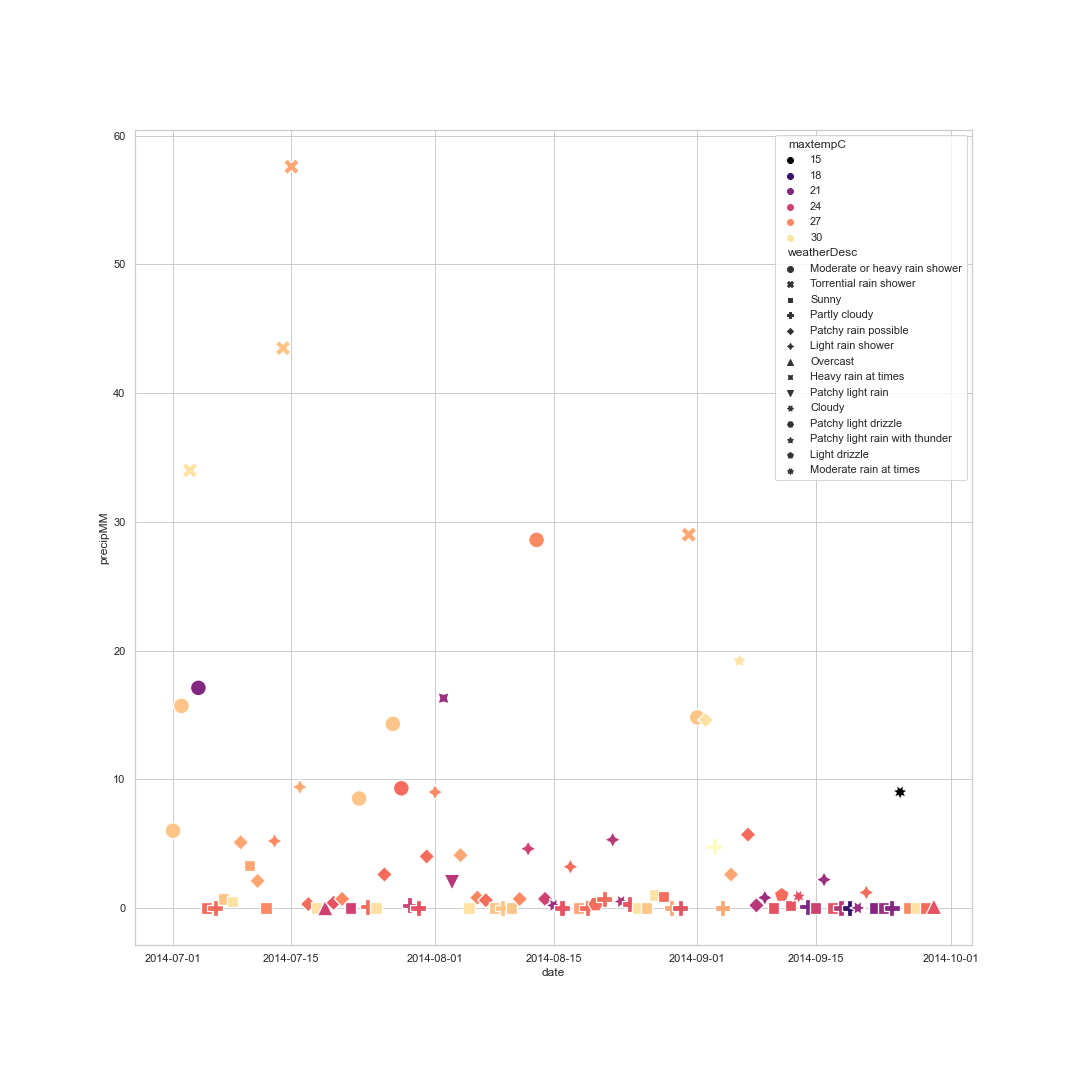 maxtempC
15
18
21
24
27
30
weatherDesc
Moderate or heavy rain shower
Torrential rain shower
Sunny
Partly cloudy
Patchy rain possible
Light rain shower
Overcast
Heavy rain at times
Patchy light rain
Cloudy
Patchy light drizzle
Patchy light rain with thunder
Light drizzle
Moderate rain at times
60
50
40
30
20
10
0
precipMM
2014-07-01 2014-07-15 2014-08-01 2014-08-15 2014-09-01 2014-09-15 2014-10-01
date